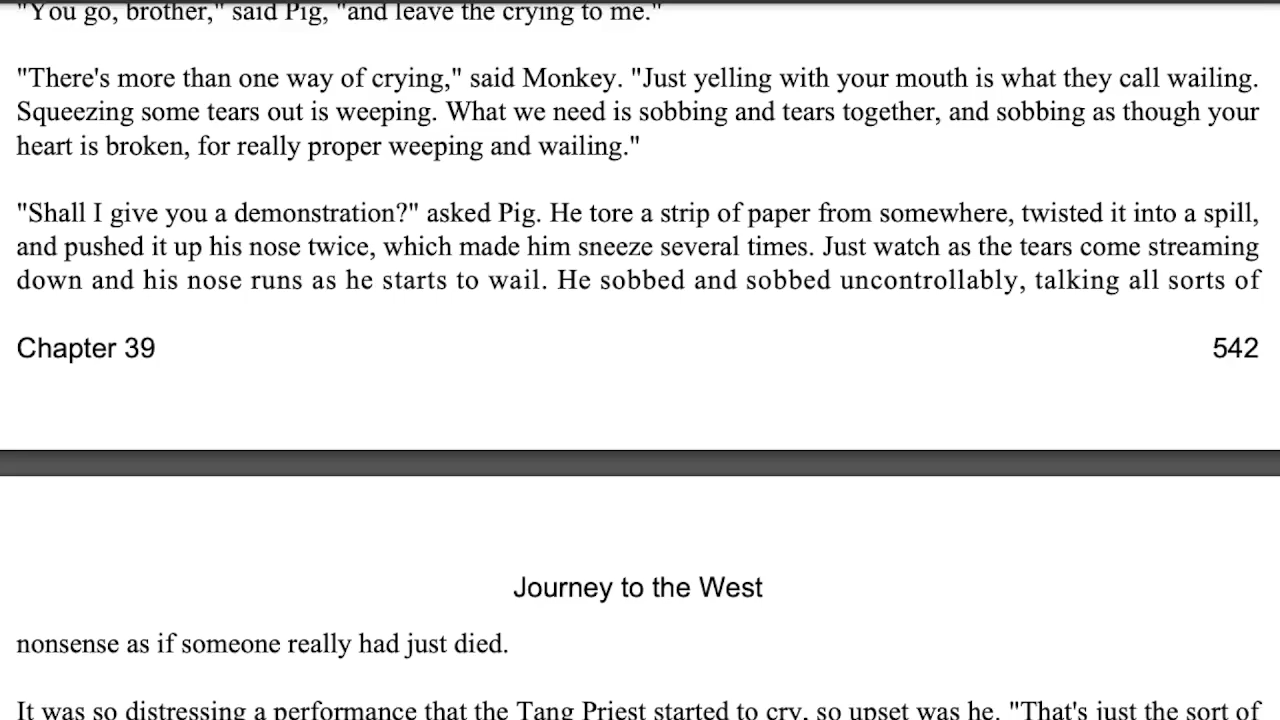 "You go, brother," said Pig, "and leave the crying to me."
"There's more than one way of crying," said Monkey. "Just yelling with your mouth is what they call wailing.
Squeezing some tears out is weeping. What we need is sobbing and tears together, and sobbing as though your
heart is broken, for really proper weeping and wailing."
"Shall I give you a demonstration?" asked Pig. He tore a strip of paper from somewhere, twisted it into a spill,
and pushed it up his nose twice, which made him sneeze several times. Just watch as the tears come streaming
down and his nose runs as he starts to wail. He sobbed and sobbed uncontrollably, talking all sorts of
Chapter 39 542
Journey to the West
nonsense as if someone really had just died.
It was so distressing a performance that the Tang Priest started to cry, so upset was he. "That's just the sort of